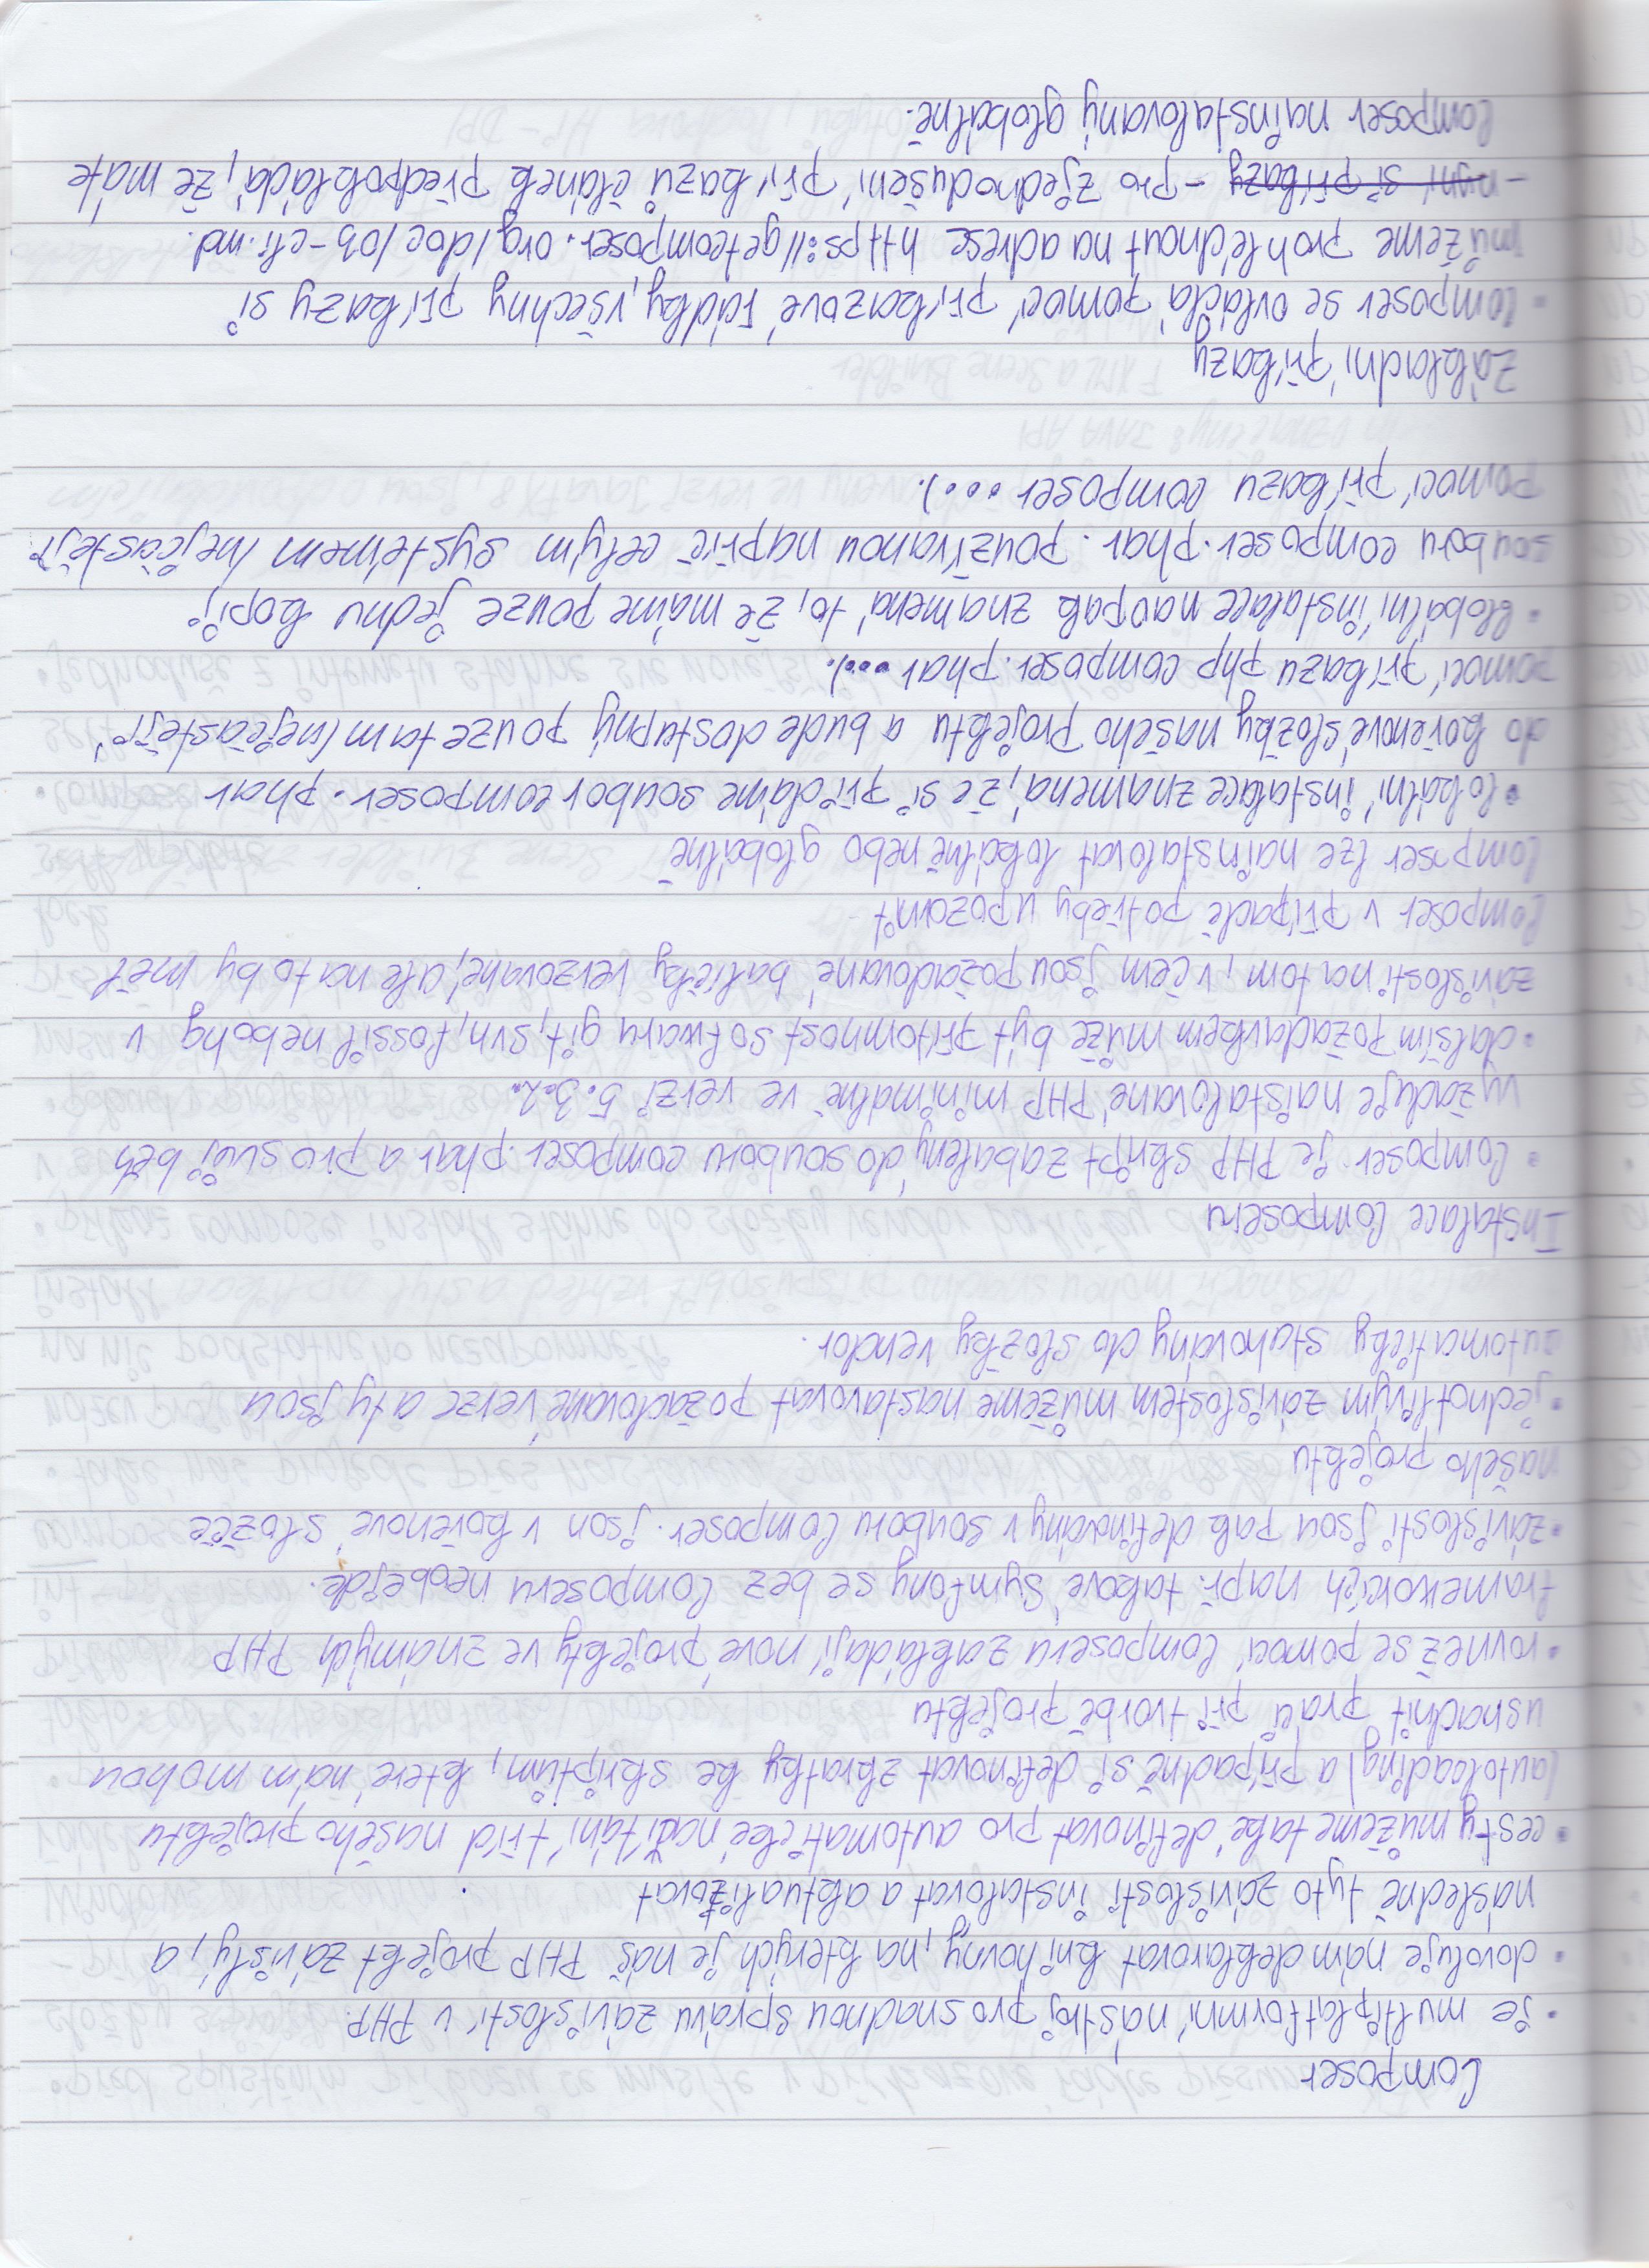 Composer
• je multiplatformní nástroj pro snadnou správu závislostí v PHP.
• dovoluje nám deklarovat knihovny, na kterých je náš PHP projekt závislý, a
následně tyto závislosti instalovat a aktualizovat
• cesty můžeme také definovat pro automatické načítání tříd našeho projektu
(autoloading) a případně si definovat zkratky ke skriptům, které nám mohou
usnadnit práci při tvorbě projektu
• rovněž se pomocí Composeru zakládají nové projekty ve známých PHP
frameworcích např. takové Symfony se bez Composeru neobejde.
• závislosti jsou pak definovány v souboru Composer.json v kořenové složce
našeho projektu
• jednotlivým závislostem můžeme nastavovat požadované verze a ty jsou
automaticky stahovány do složky vendor.
Instalace Composeru
• Composer je PHP skript zabalený do souboru composer.phar a pro svůj běh
vyžaduje naistalované PHP minimálně ve verzi 5.3.2.
• dalším požadavkem může být přítomnost sofwaru git, svn, fossil nebo hg v
závislosti na tom, v čem jsou požadované balíčky verzované, ale na to by měl
Composer v případě potřeby upozornit
Composer lze nainstalovat lokálně nebo globálně
• lokální instalace znamená, že si přidáme soubor composer.phar
do kořenové složky našeho projektu a bude dostupný pouze tam (nejčastěji
pomocí příkazu php composer.phar ...).
• Globální instalace naopak znamená to, že máme pouze jednu kopii
souboru composer.phar. používanou napříč celým systémem (nejčastěji
pomocí příkazu composer ...).
Základní příkazy
• Composer se ovládá pomocí příkazové řádky, všechny příkazy si
můžeme prohlédnout na adrese https://getcomposer.org/doc/03-cli.md.
- nyní si příkazy - pro zjednodušení příkazů článek předpokládá, že máte
Composer nainstalovaný globálně.